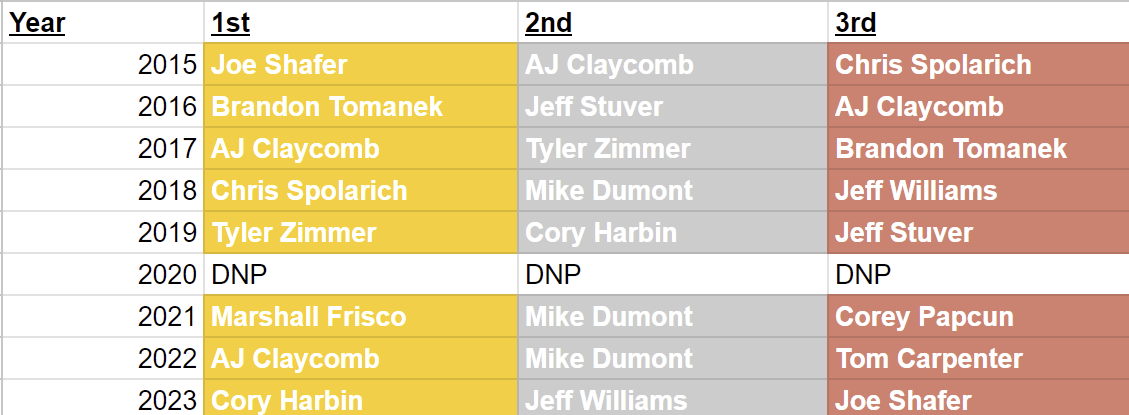 Year 1st 2nd 3rd
2015 Joe Shafer AJ Claycomb Chris Spolarich
2016 Brandon Tomanek Jeff Stuver AJ Claycomb
2017 AJ Claycomb Tyler Zimmer Brandon Tomanek
2018 Chris Spolarich Mike Dumont Jeff Williams
2019 Tyler Zimmer Cory Harbin Jeff Stuver
2020 DNP DNP DNP
2021 Marshall Frisco Mike Dumont Corey Papcun
2022 AJ Claycomb Mike Dumont Tom Carpenter
2023 Cory Harbin Jeff Williams Joe Shafer